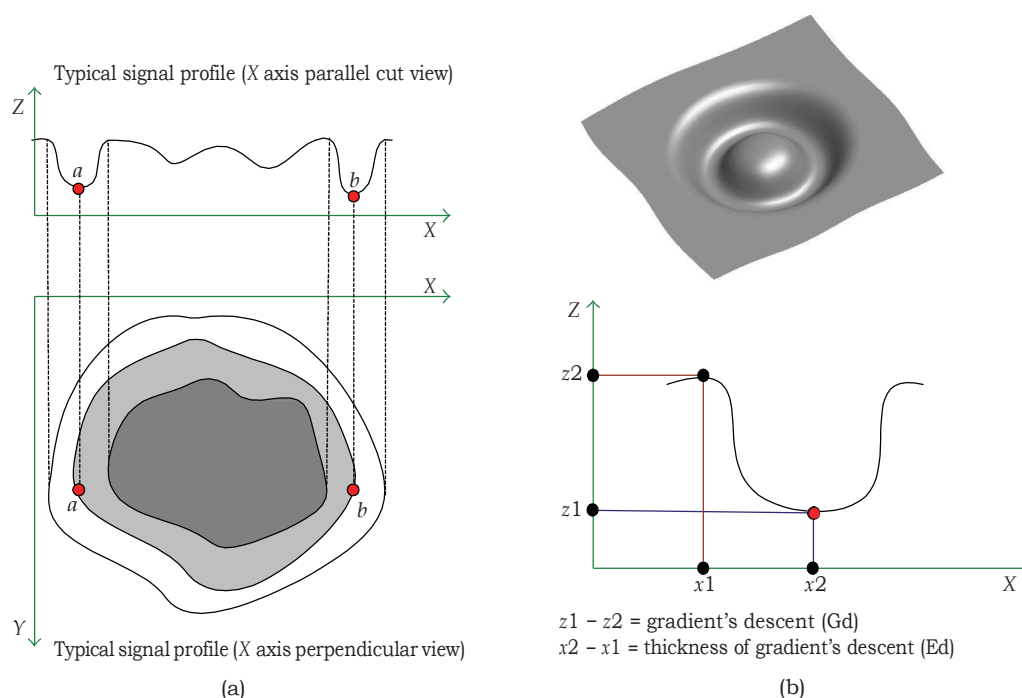 Typical signal profile (X axis parallel cut view)
Z
a
b
X
X
a
b
Y
Typical signal profile (X axis perpendicular view)
(a)
Z
z2
z1
x1
x2
X
z1 − z2 = gradient's descent (Gd)
x2 − x1 = thickness of gradient's descent (Ed)
(b)